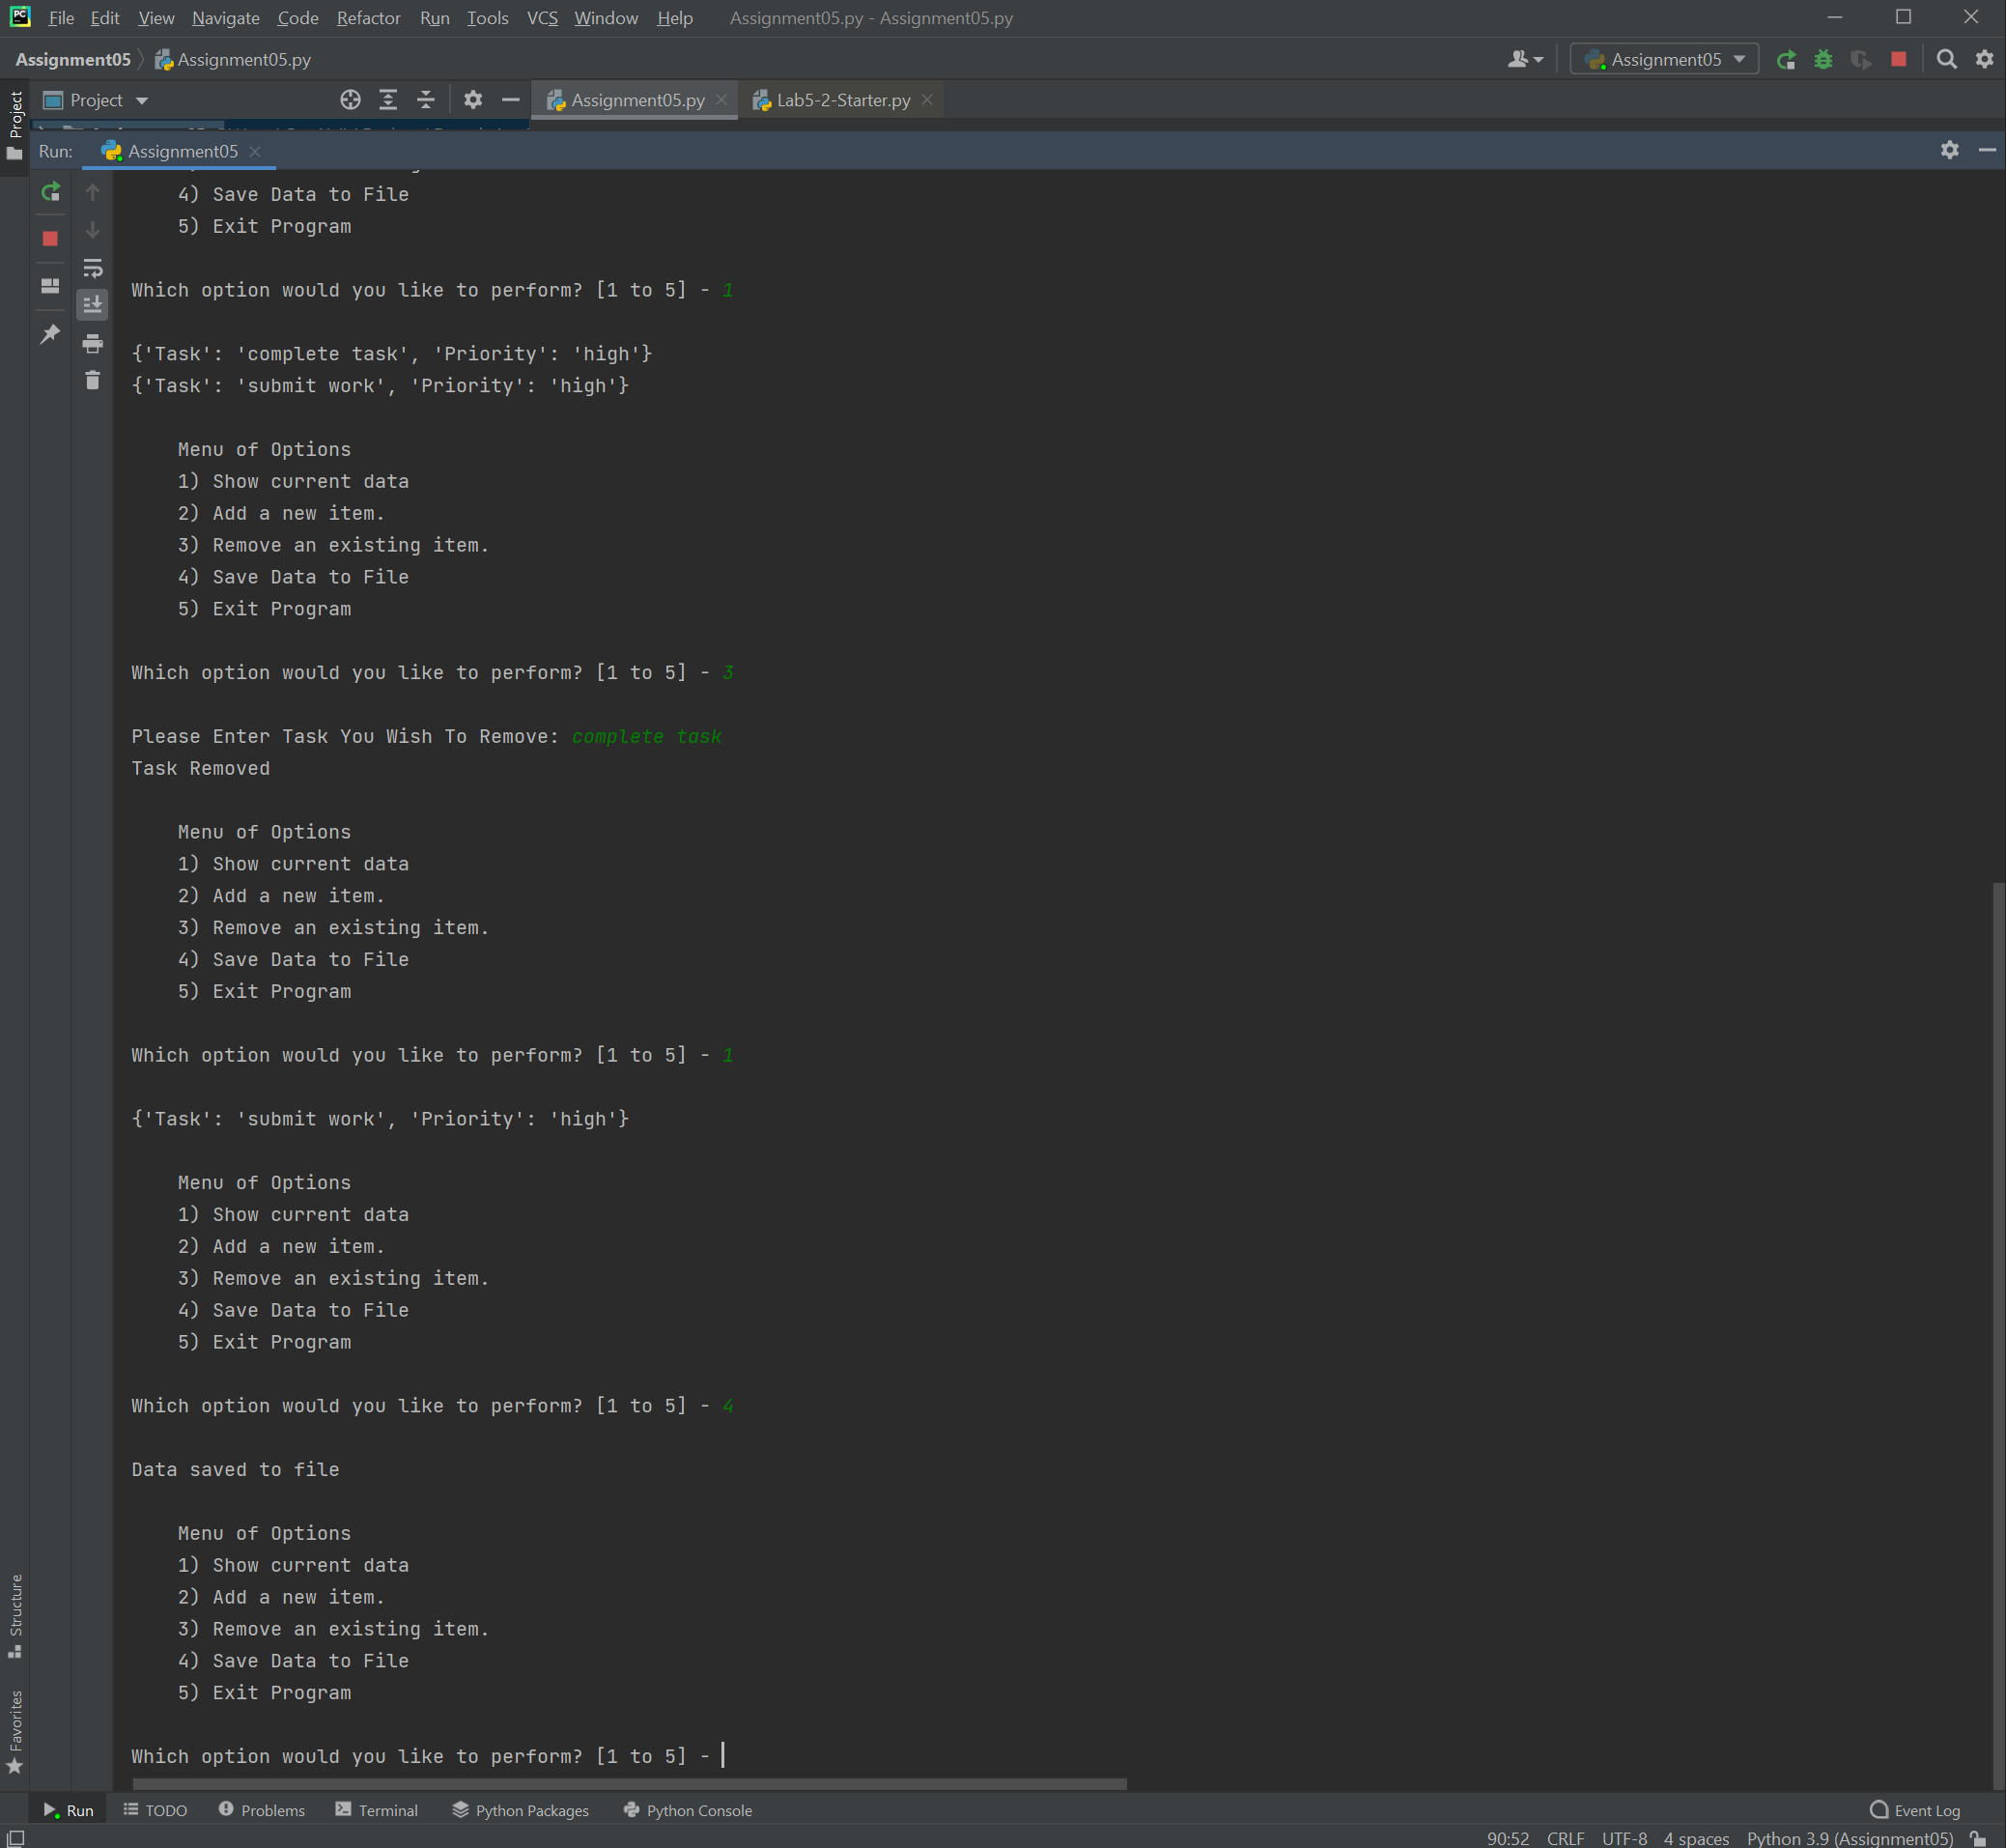 PC File Edit View Navigate Code Refactor Run Tools VCS Window Help Assignment05.py - Assignment05.py
Assignment05 Assignment05.py Assignment05
Project Project Assignment05.py Lab5-2-Starter.py
Run: Assignment05
4) Save Data to File
5) Exit Program
Which option would you like to perform? [1 to 5] - 1
{'Task': 'complete task', 'Priority': 'high'}
{'Task': 'submit work', 'Priority': 'high'}
Menu of Options
1) Show current data
2) Add a new item.
3) Remove an existing item.
4) Save Data to File
5) Exit Program
Which option would you like to perform? [1 to 5] - 3
Please Enter Task You Wish To Remove: complete task
Task Removed
Menu of Options
1) Show current data
2) Add a new item.
3) Remove an existing item.
4) Save Data to File
5) Exit Program
Which option would you like to perform? [1 to 5] - 1
{'Task': 'submit work', 'Priority': 'high'}
Menu of Options
1) Show current data
2) Add a new item.
3) Remove an existing item.
4) Save Data to File
5) Exit Program
Which option would you like to perform? [1 to 5] - 4
Data saved to file
Menu of Options
1) Show current data
2) Add a new item.
3) Remove an existing item.
4) Save Data to File
5) Exit Program
Which option would you like to perform? [1 to 5] -
Structure
Favorites
Run TODO Problems Terminal Python Packages Python Console Event Log
90:52 CRLF UTF-8 4 spaces Python 3.9 (Assignment05)